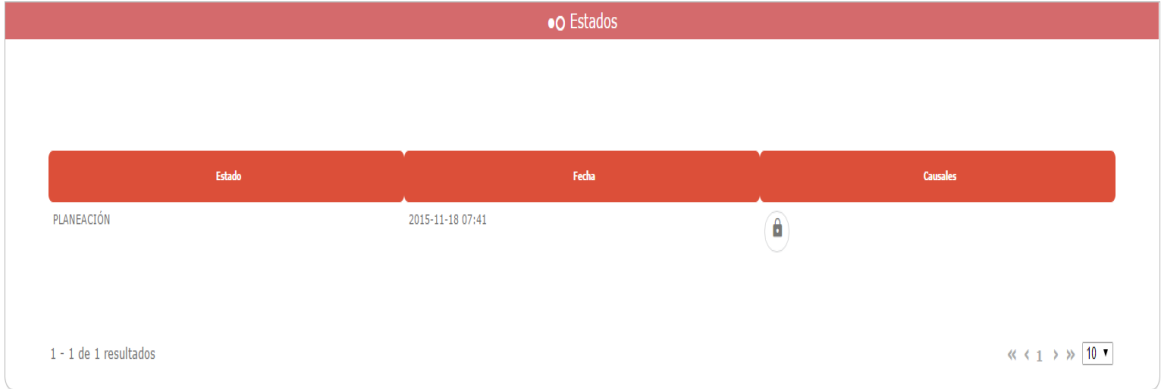 Estados
Estado Fecha Causales
PLANEACIÓN 2015-11-18 07:41
1 - 1 de 1 resultados « ‹ 1 › » 10